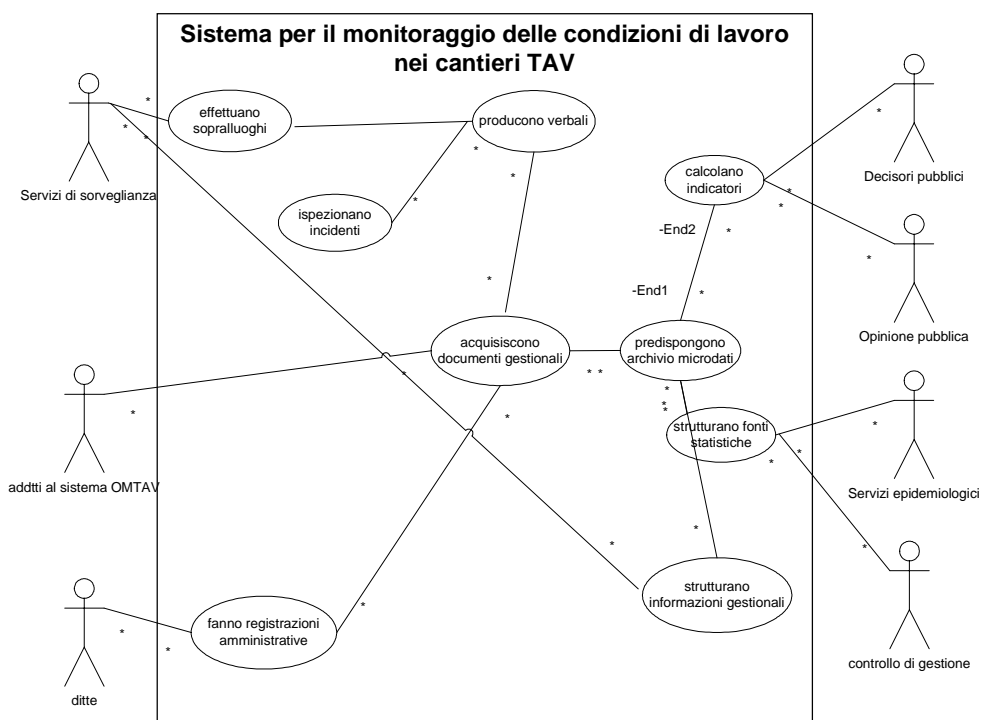 Sistema per il monitoraggio delle condizioni di lavoro
nei cantieri TAV
Servizi di sorveglianza
effettuano
sopralluoghi
producono verbali
ispezionano
incidenti
calcolano
indicatori
Decisori pubblici
-End2
-End1
Opinione pubblica
acquisiscono
documenti gestionali
predispongono
archivio microdati
addtti al sistema OMTAV
strutturano fonti
statistiche
Servizi epidemiologici
fanno registrazioni
amministrative
strutturano
informazioni gestionali
ditte
controllo di gestione